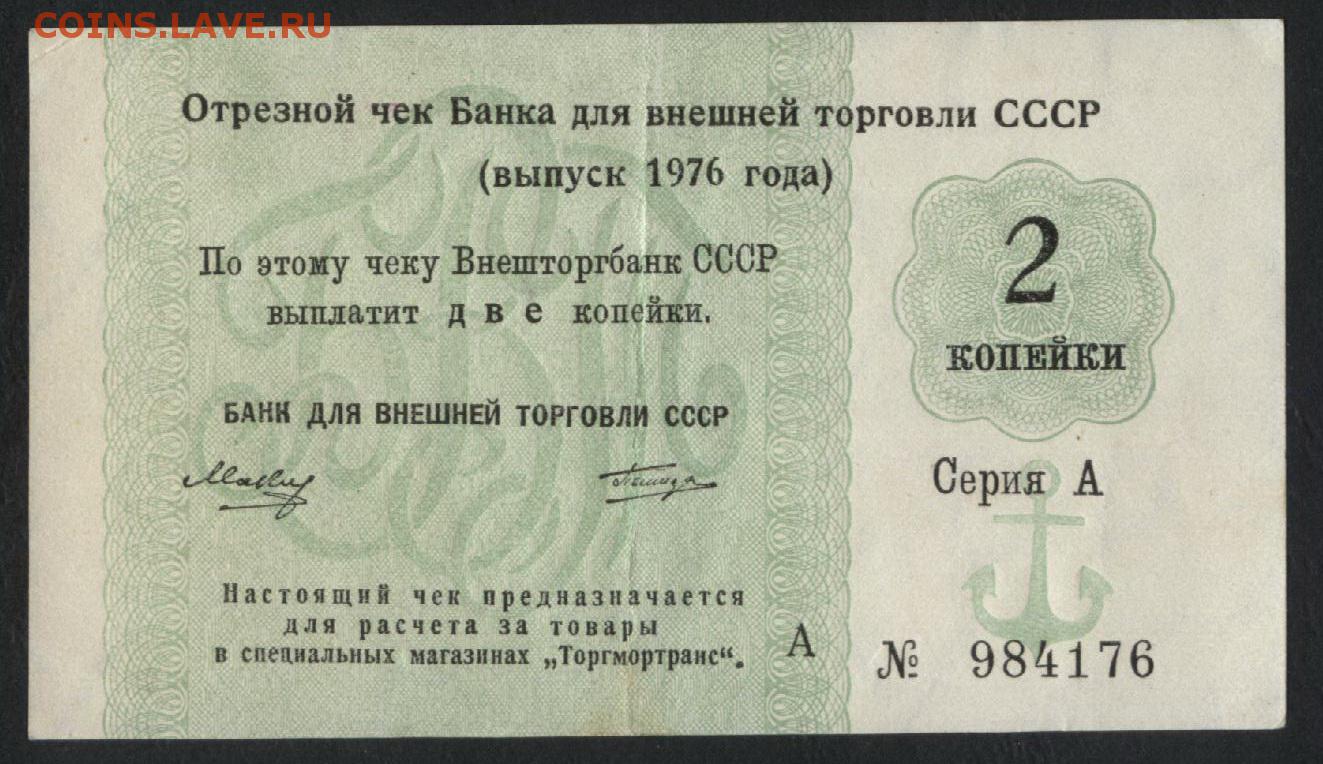 COINS.LAVE.RU
Отрезной чек Банка для внешней торговли СССР
(выпуск 1976 года)
По этому чеку Внешторгбанк СССР
выплатит две копейки.
2
КОПЕЙКИ
БАНК ДЛЯ ВНЕШНЕЙ ТОРГОВЛИ СССР
Серия А
Настоящий чек предназначается
для расчета за товары
в специальных магазинах „Торгмортранс“.
А
№ 984176